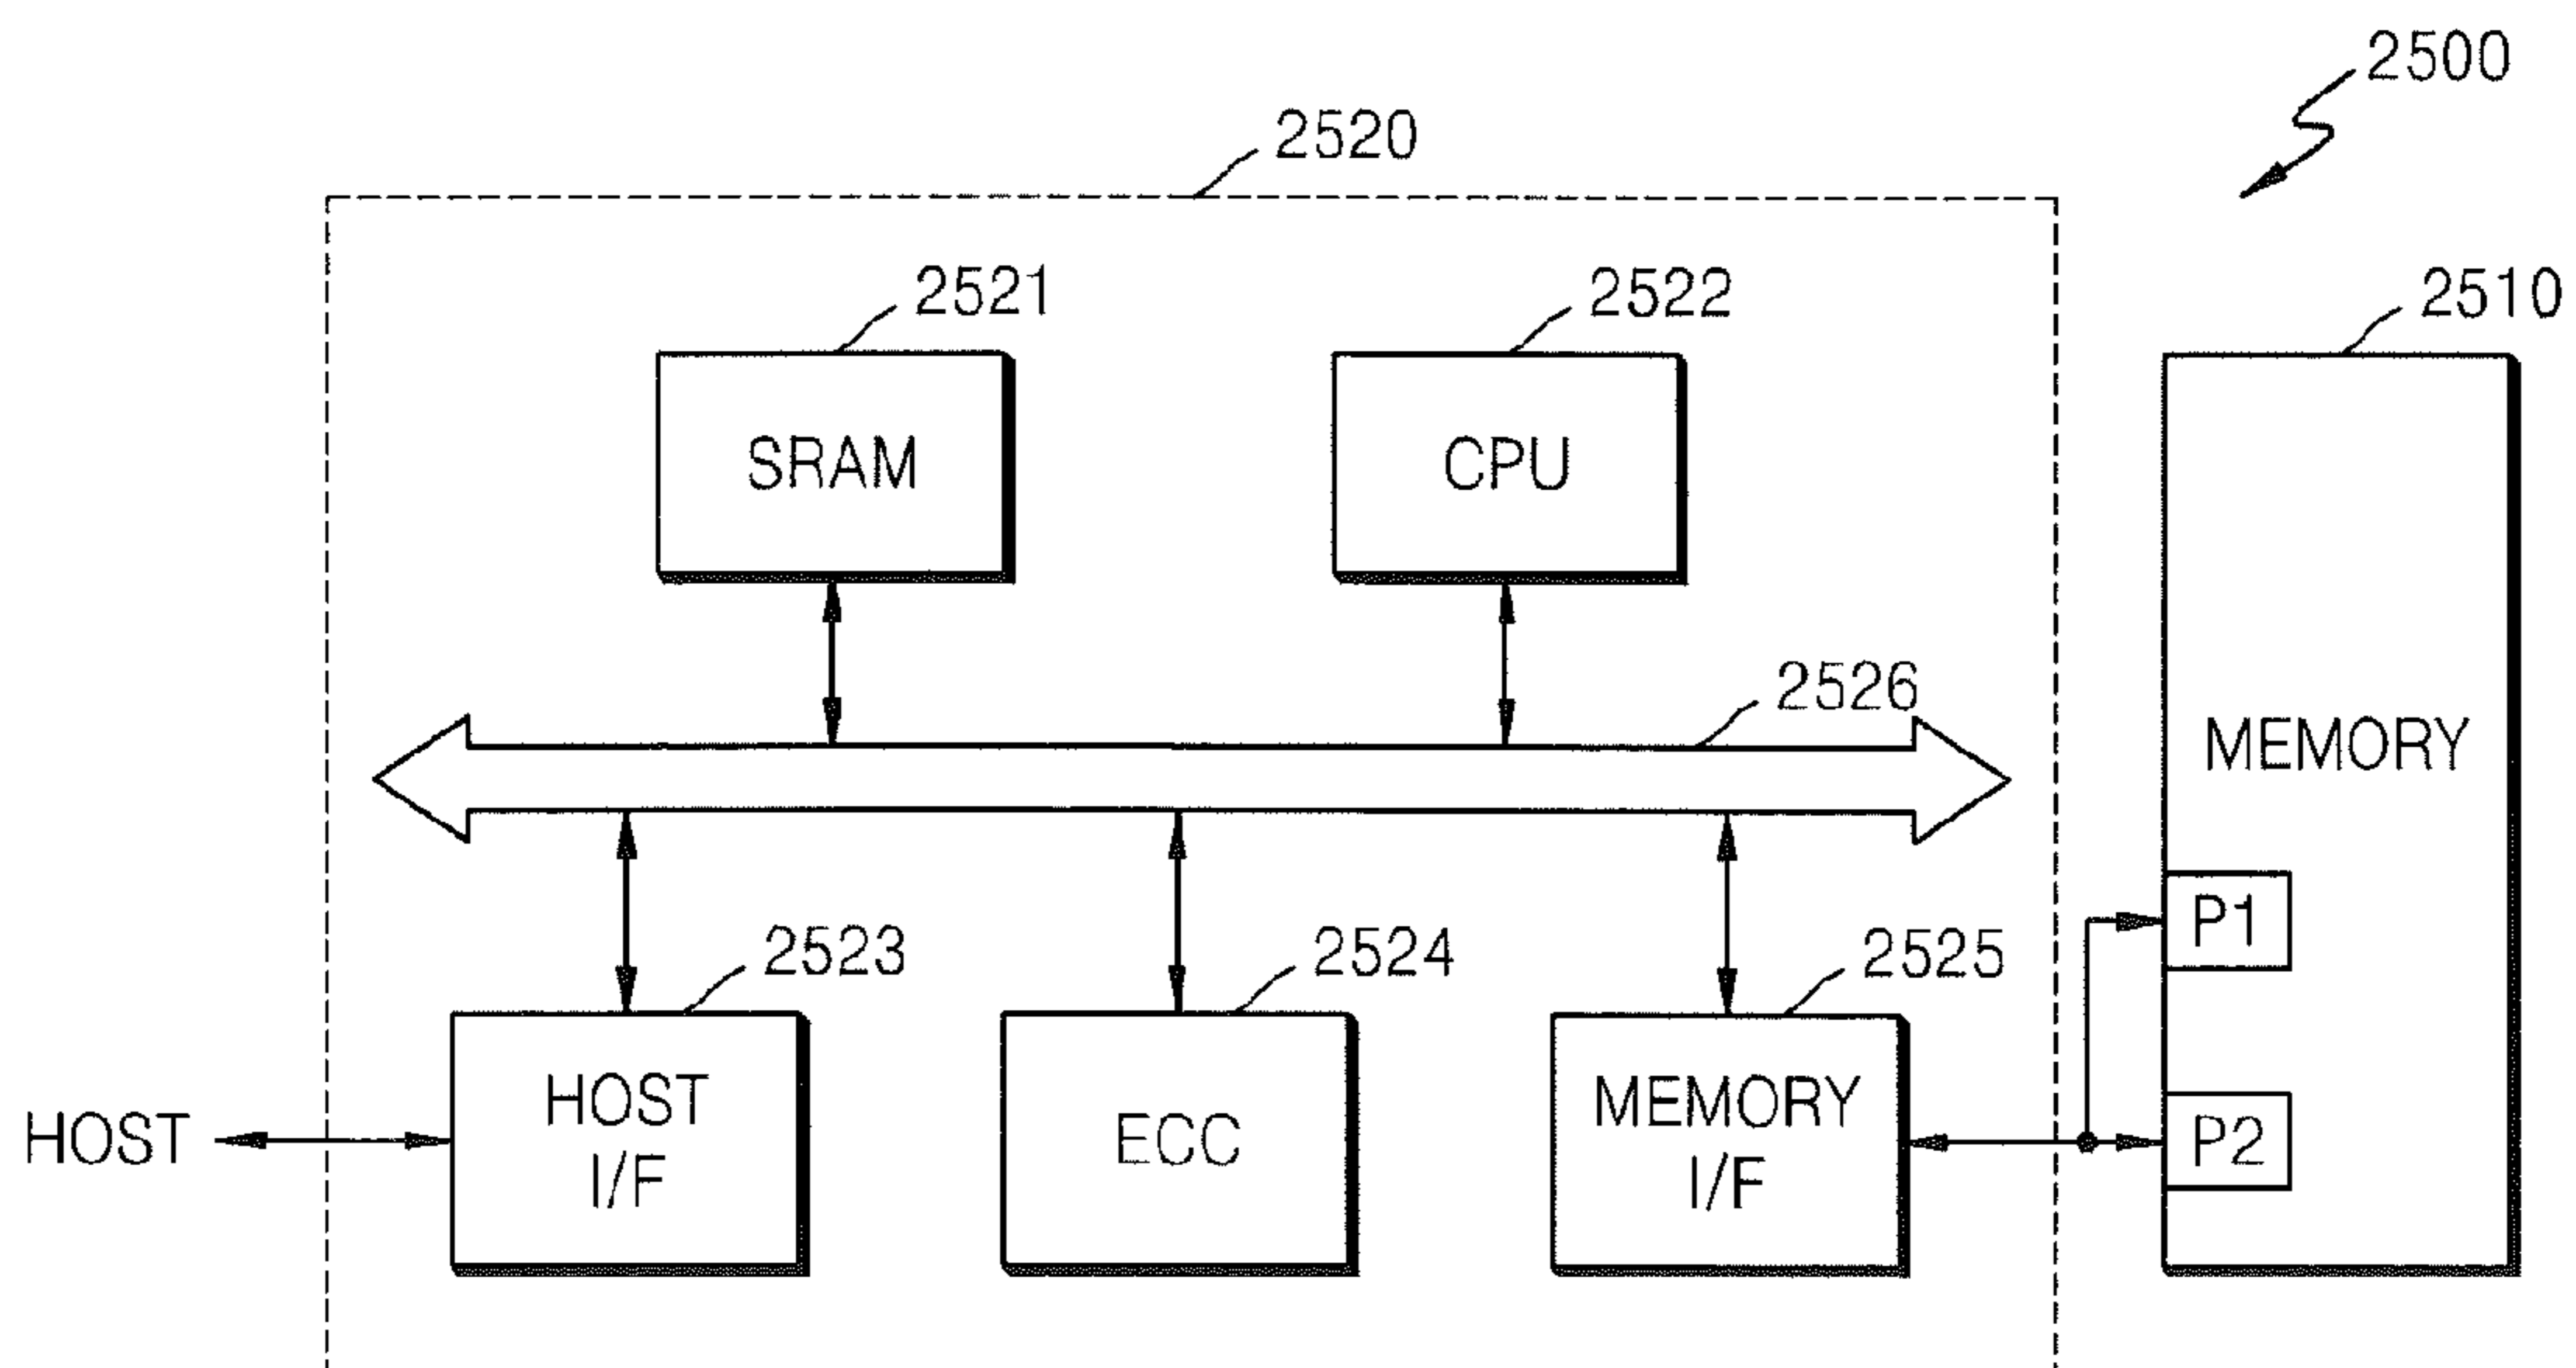 2500
2520
2521
2522
2510
SRAM
CPU
2526
MEMORY
P1
2523
2524
2525
HOST
I/F
MEMORY
I/F
HOST
ECC
P2